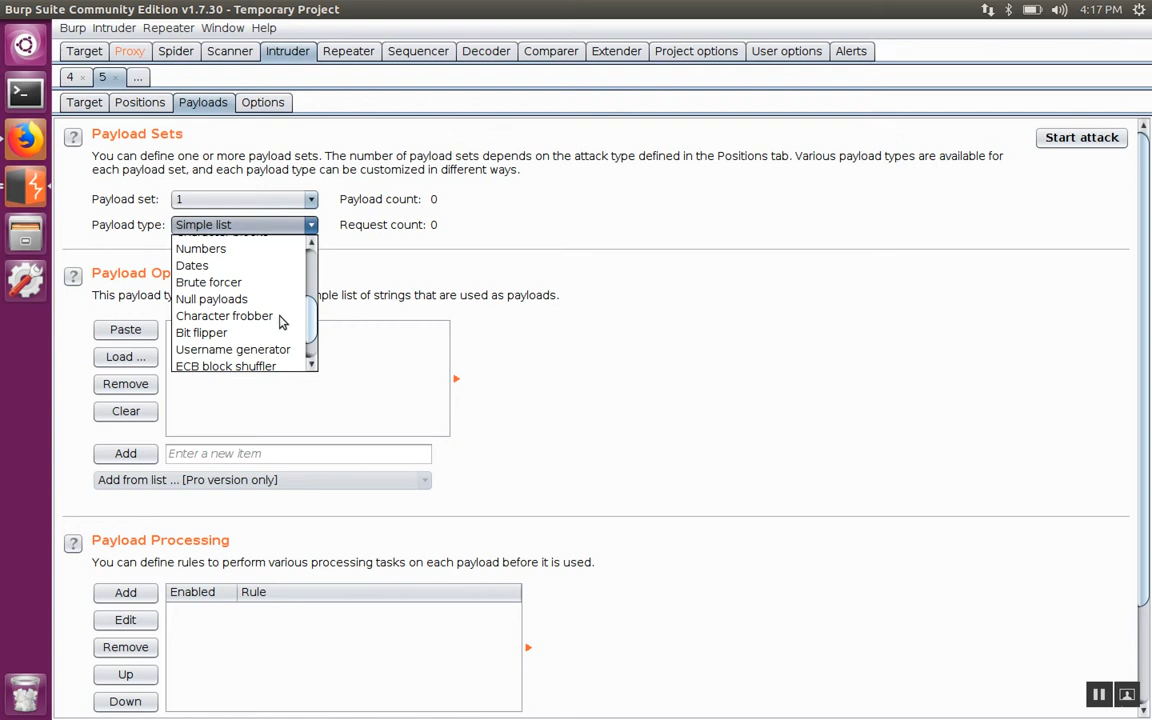 Burp Suite Community Edition v1.7.30 - Temporary Project
4:17 PM
Burp Intruder Repeater Window Help
Target Proxy Spider Scanner Intruder Repeater Sequencer Decoder Comparer Extender Project options User options Alerts
4 × 5 × ...
Target Positions Payloads Options
? Payload Sets
Start attack
You can define one or more payload sets. The number of payload sets depends on the attack type defined in the Positions tab. Various payload types are available for
each payload set, and each payload type can be customized in different ways.
Payload set: 1 Payload count: 0
Payload type: Simple list Request count: 0
Numbers
Dates
Brute forcer
Null payloads
Character frobber
Bit flipper
Username generator
ECB block shuffler
? Payload Op
This payload ty
ple list of strings that are used as payloads.
Paste
Load ...
Remove
Clear
Add Enter a new item
Add from list ... [Pro version only]
? Payload Processing
You can define rules to perform various processing tasks on each payload before it is used.
Add Enabled Rule
Edit
Remove
Up
Down